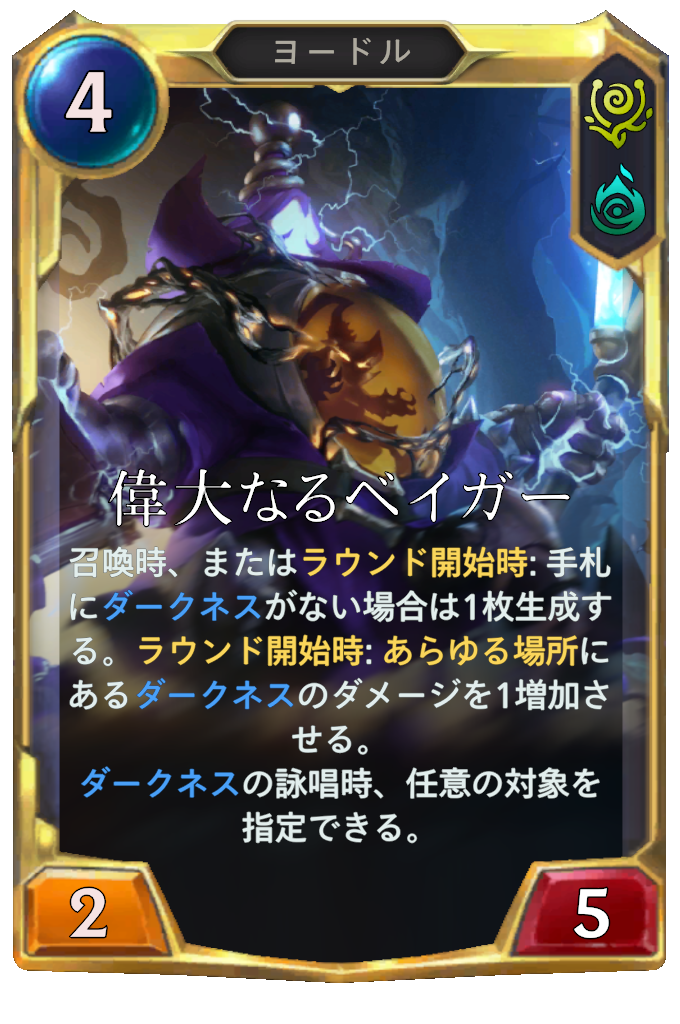 ヨードル
4
偉大なるベイガー
召喚時、またはラウンド開始時: 手札
にダークネスがない場合は1枚生成す
る。ラウンド開始時: あらゆる場所に
あるダークネスのダメージを1増加さ
せる。
ダークネスの詠唱時、任意の対象を
指定できる。
2
5